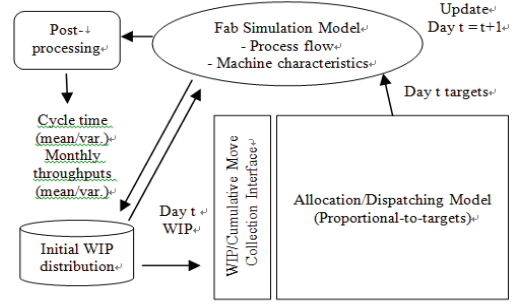 Post-
processing
Fab Simulation Model
- Process flow
- Machine characteristics
Update
Day t = t+1
Day t targets
Cycle time
(mean/var.)
Monthly
throughputs
(mean/var.)
Day t
WIP
Initial WIP
distribution
WIP/Cumulative Move
Collection Interface
Allocation/Dispatching Model
(Proportional-to-targets)